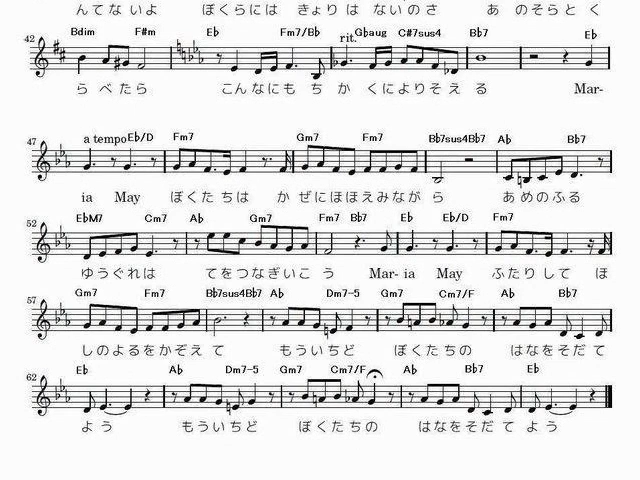 んてないよ ぼくらには きょりは ないのさ あ のそらと く
42 Bdim F#m Eb Fm7/Bb rit. Gbaug C#7sus4 Bb7 Eb
らべたら こんなにも ち か くによりそえ る Mar-
47 a tempo Eb/D Fm7 Gm7 Fm7 Bb7sus4 Bb7 Ab Bb7
ia May ぼくたちは かぜにほほえみなが ら あめのふる
52 EbM7 Cm7 Ab Gm7 Fm7 Bb7 Eb Eb/D Fm7
ゆうぐれは てをつなぎいこ う Mar- ia May ふたりして ほ
57 Gm7 Fm7 Bb7sus4 Bb7 Ab Dm7-5 Gm7 Cm7/F Ab Bb7
しのよるをかぞえ て もういちど ぼくたちの はなをそだ て
62 Eb Ab Dm7-5 Gm7 Cm7/F Ab Bb7 Eb
よう もういちど ぼくたちの はなをそだ て よう